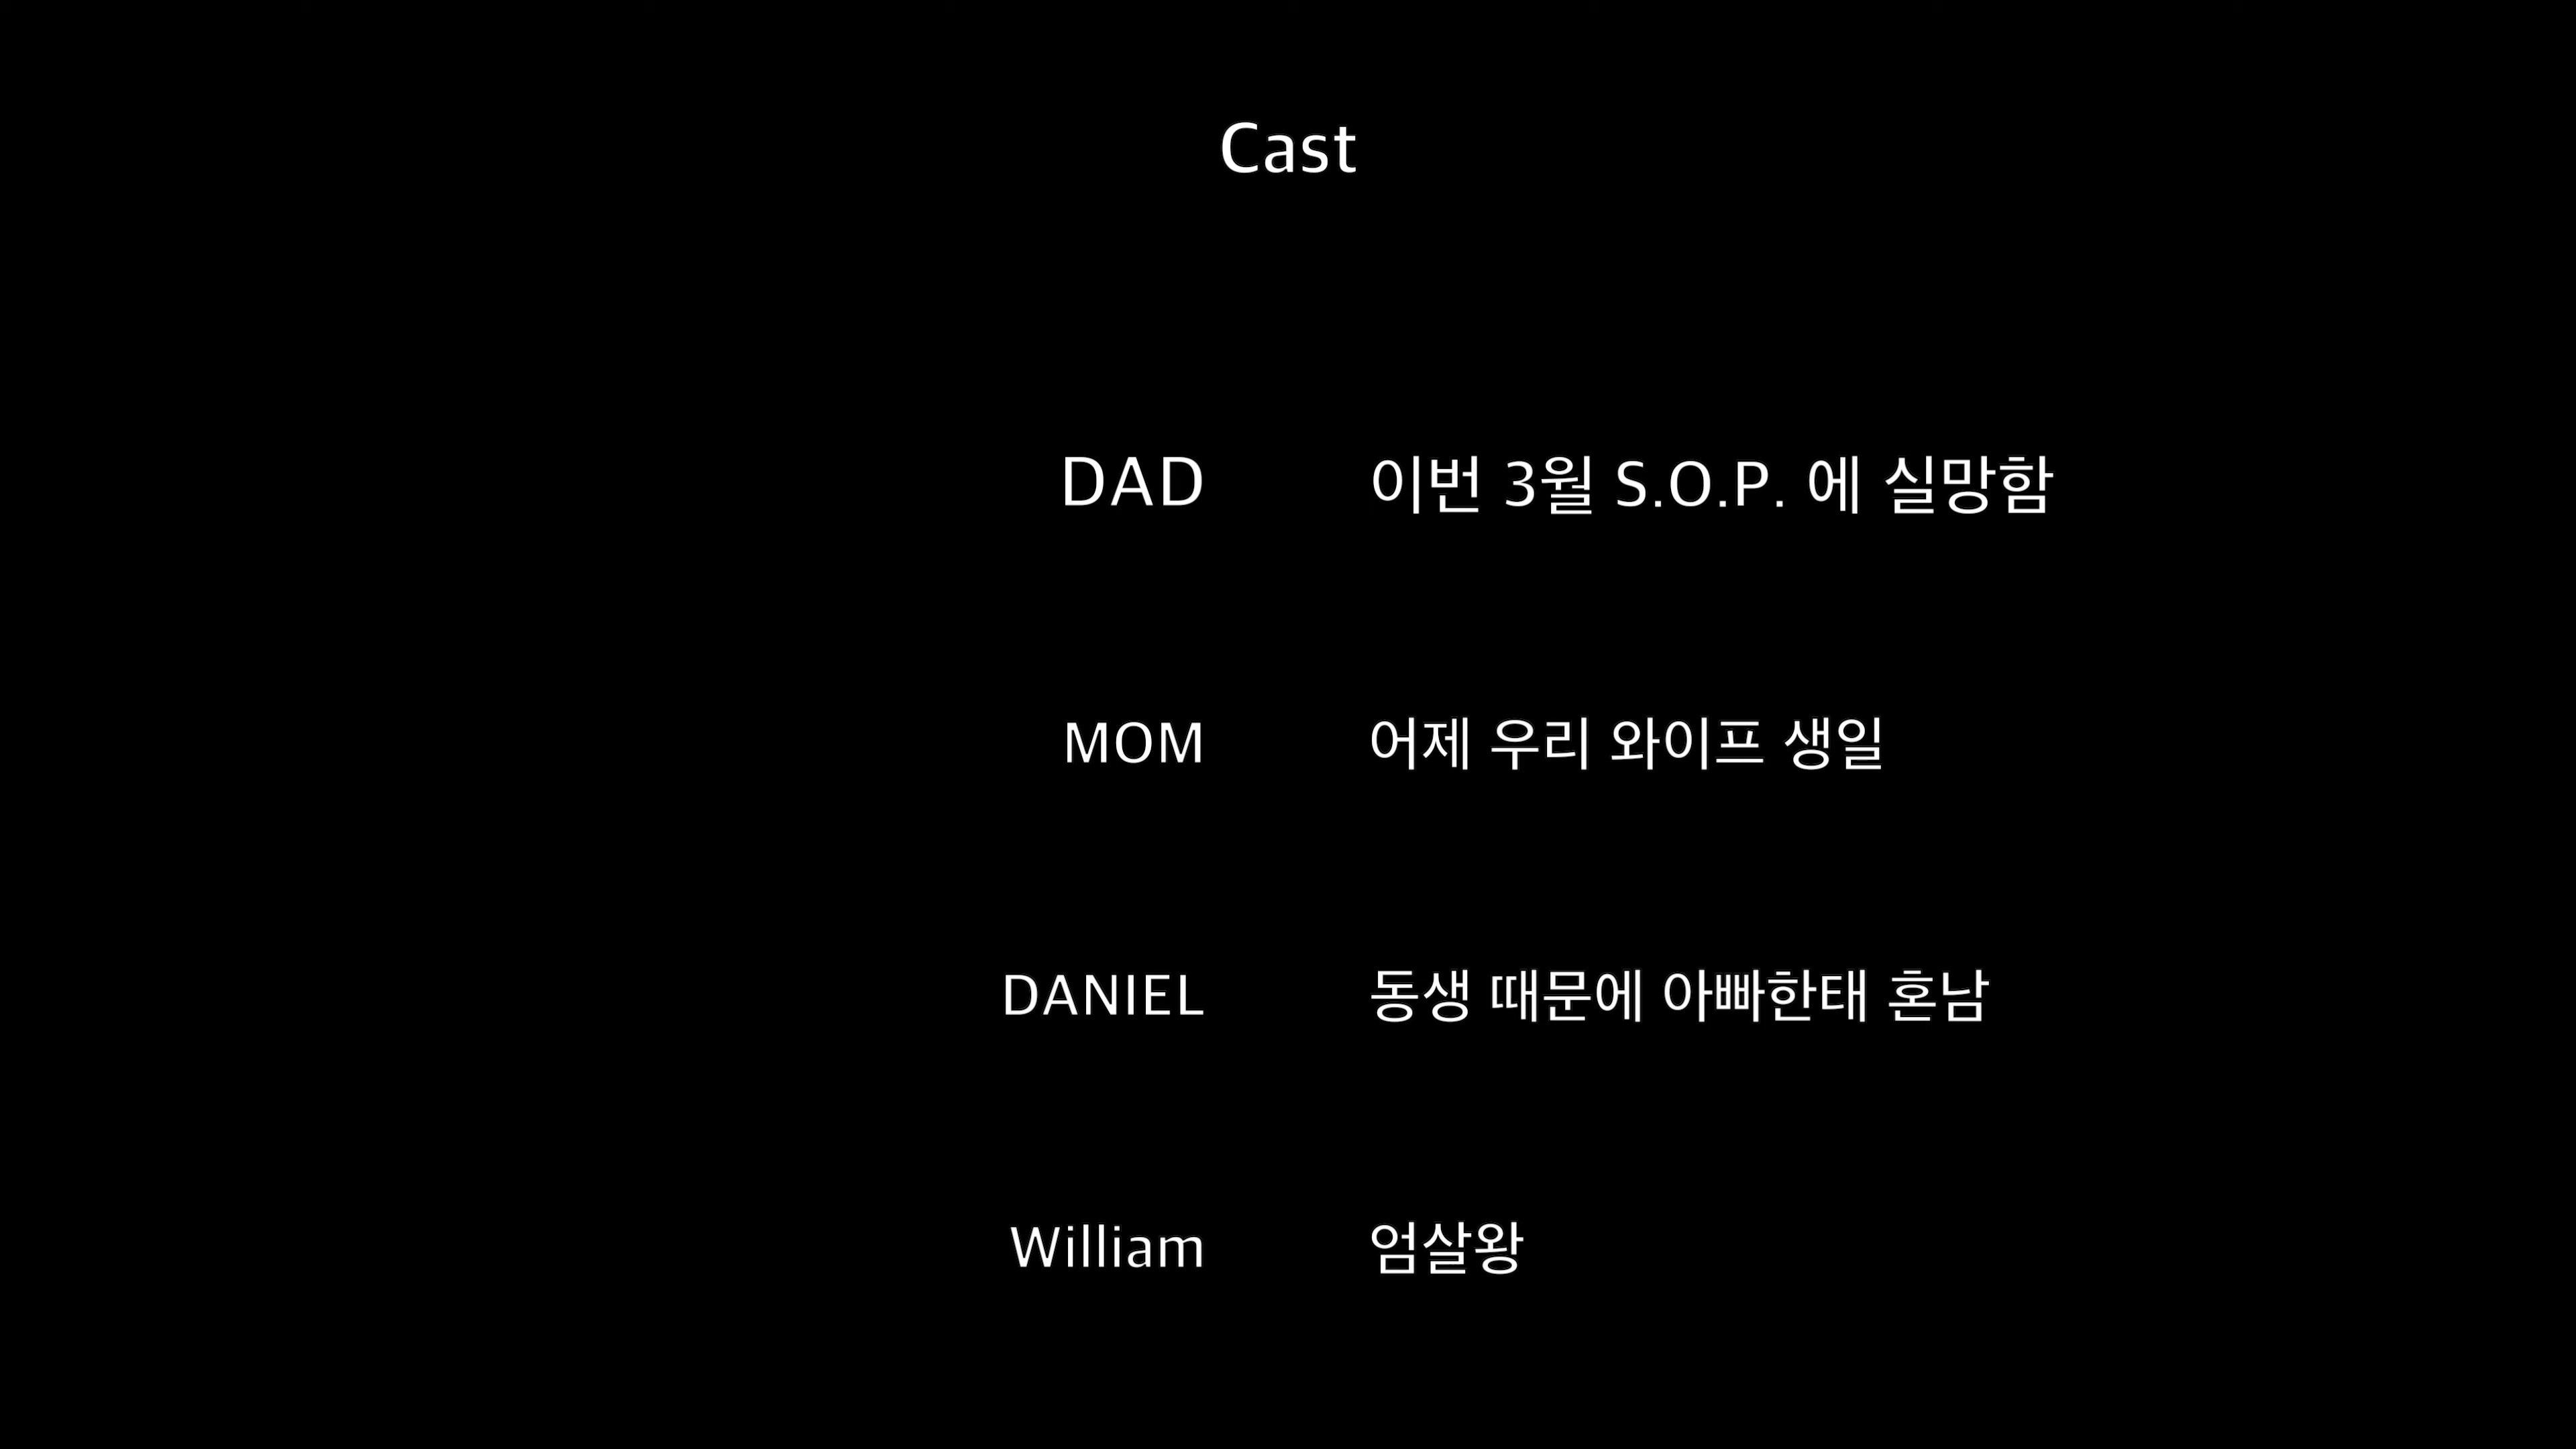 Cast
DAD 이번 3월 S.O.P. 에 실망함
MOM 어제 우리 와이프 생일
DANIEL 동생 때문에 아빠한태 혼남
William 엄살왕